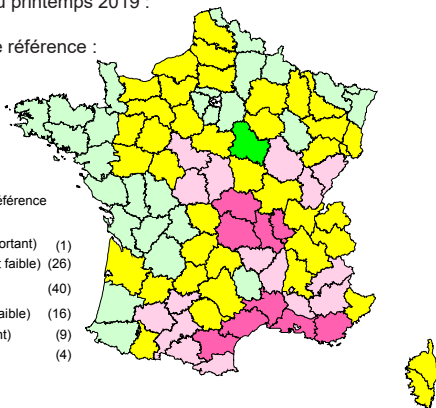 u printemps 2019 :
e référence :
éférence
ortant) (1)
t faible) (26)
(40)
aible) (16)
nt) (9)
(4)